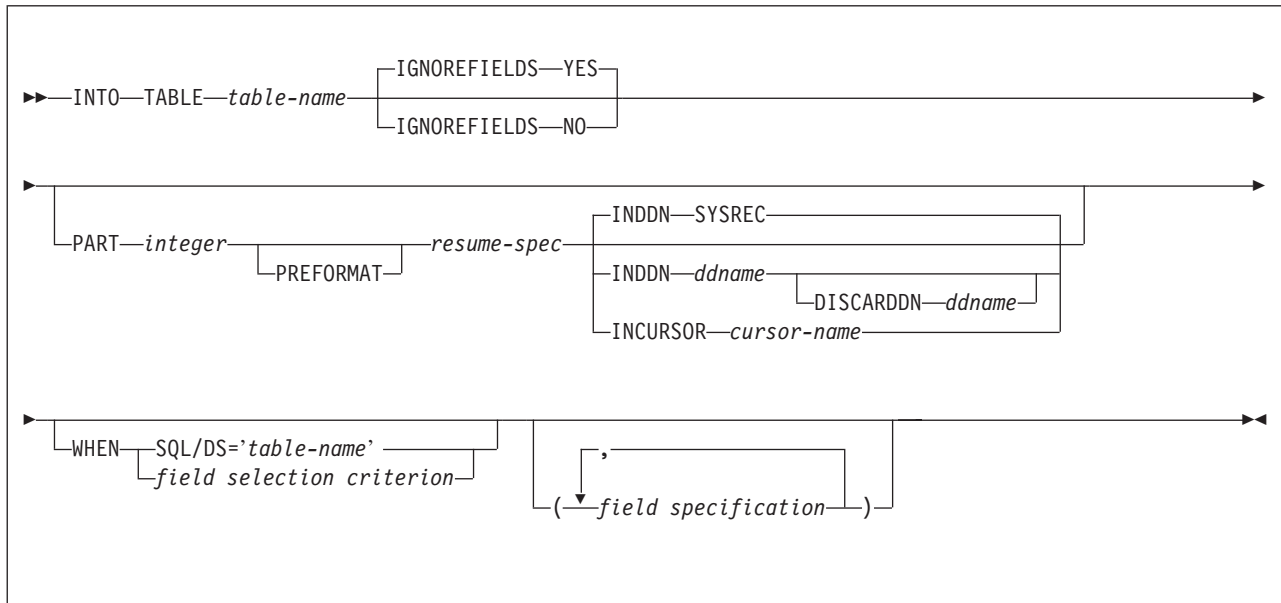 IGNOREFIELDS YES
INTO TABLE table-name
IGNOREFIELDS NO
INDDN SYSREC
PART integer resume-spec
PREFORMAT
INDDN ddname
DISCARDDN ddname
INCURSOR cursor-name
WHEN SQL/DS=’table-name’
field selection criterion
,
( field specification )